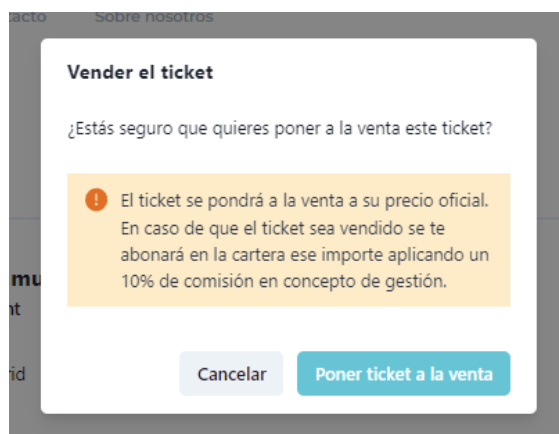 Sobre nosotros
Vender el ticket
¿Estás seguro que quieres poner a la venta este ticket?
El ticket se pondrá a la venta a su precio oficial.
En caso de que el ticket sea vendido se te
abonará en la cartera ese importe aplicando un
10% de comisión en concepto de gestión.
Cancelar
Poner ticket a la venta